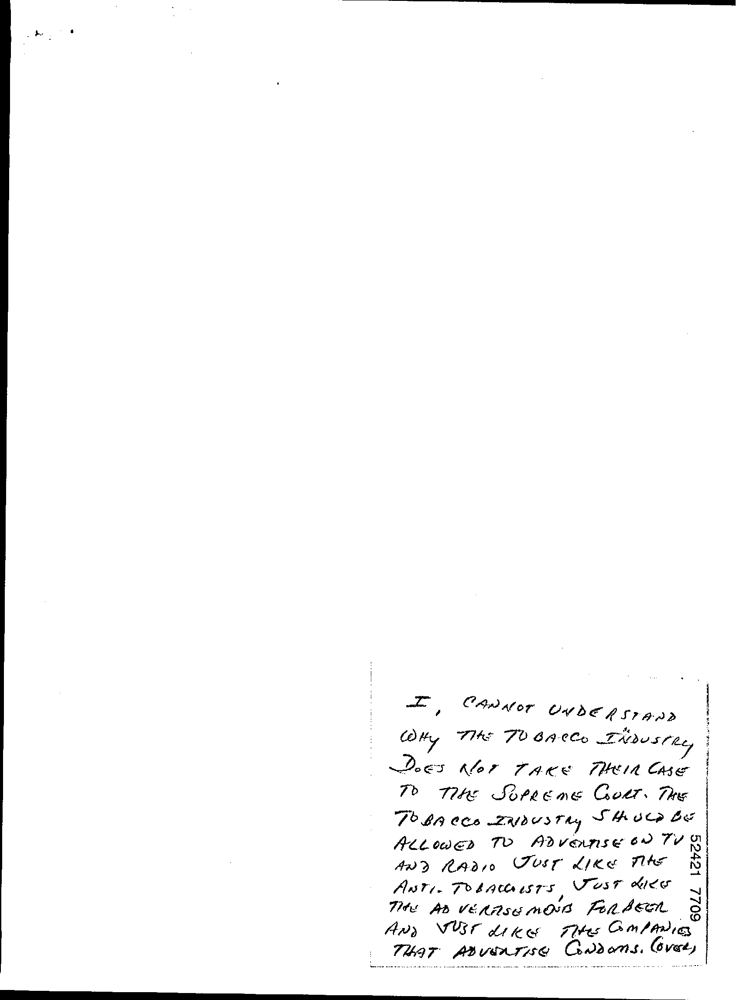 I, CANNOT UNDERSTAND
WHY THE TOBACCO INDUSTRY
DOES NOT TAKE THEIR CASE
TO THE SUPREME COURT. THE
TOBACCO INDUSTRY SHOULD BE
ALLOWED TO ADVERTISE ON TV
AND RADIO JUST LIKE THE
ANTI-TOBACCOISTS, JUST LIKE
THE ADVERTISEMENTS FOR BEER
AND JUST LIKE THE COMPANIES
THAT ADVERTISE CONDOMS. (OVER)
52421 7709